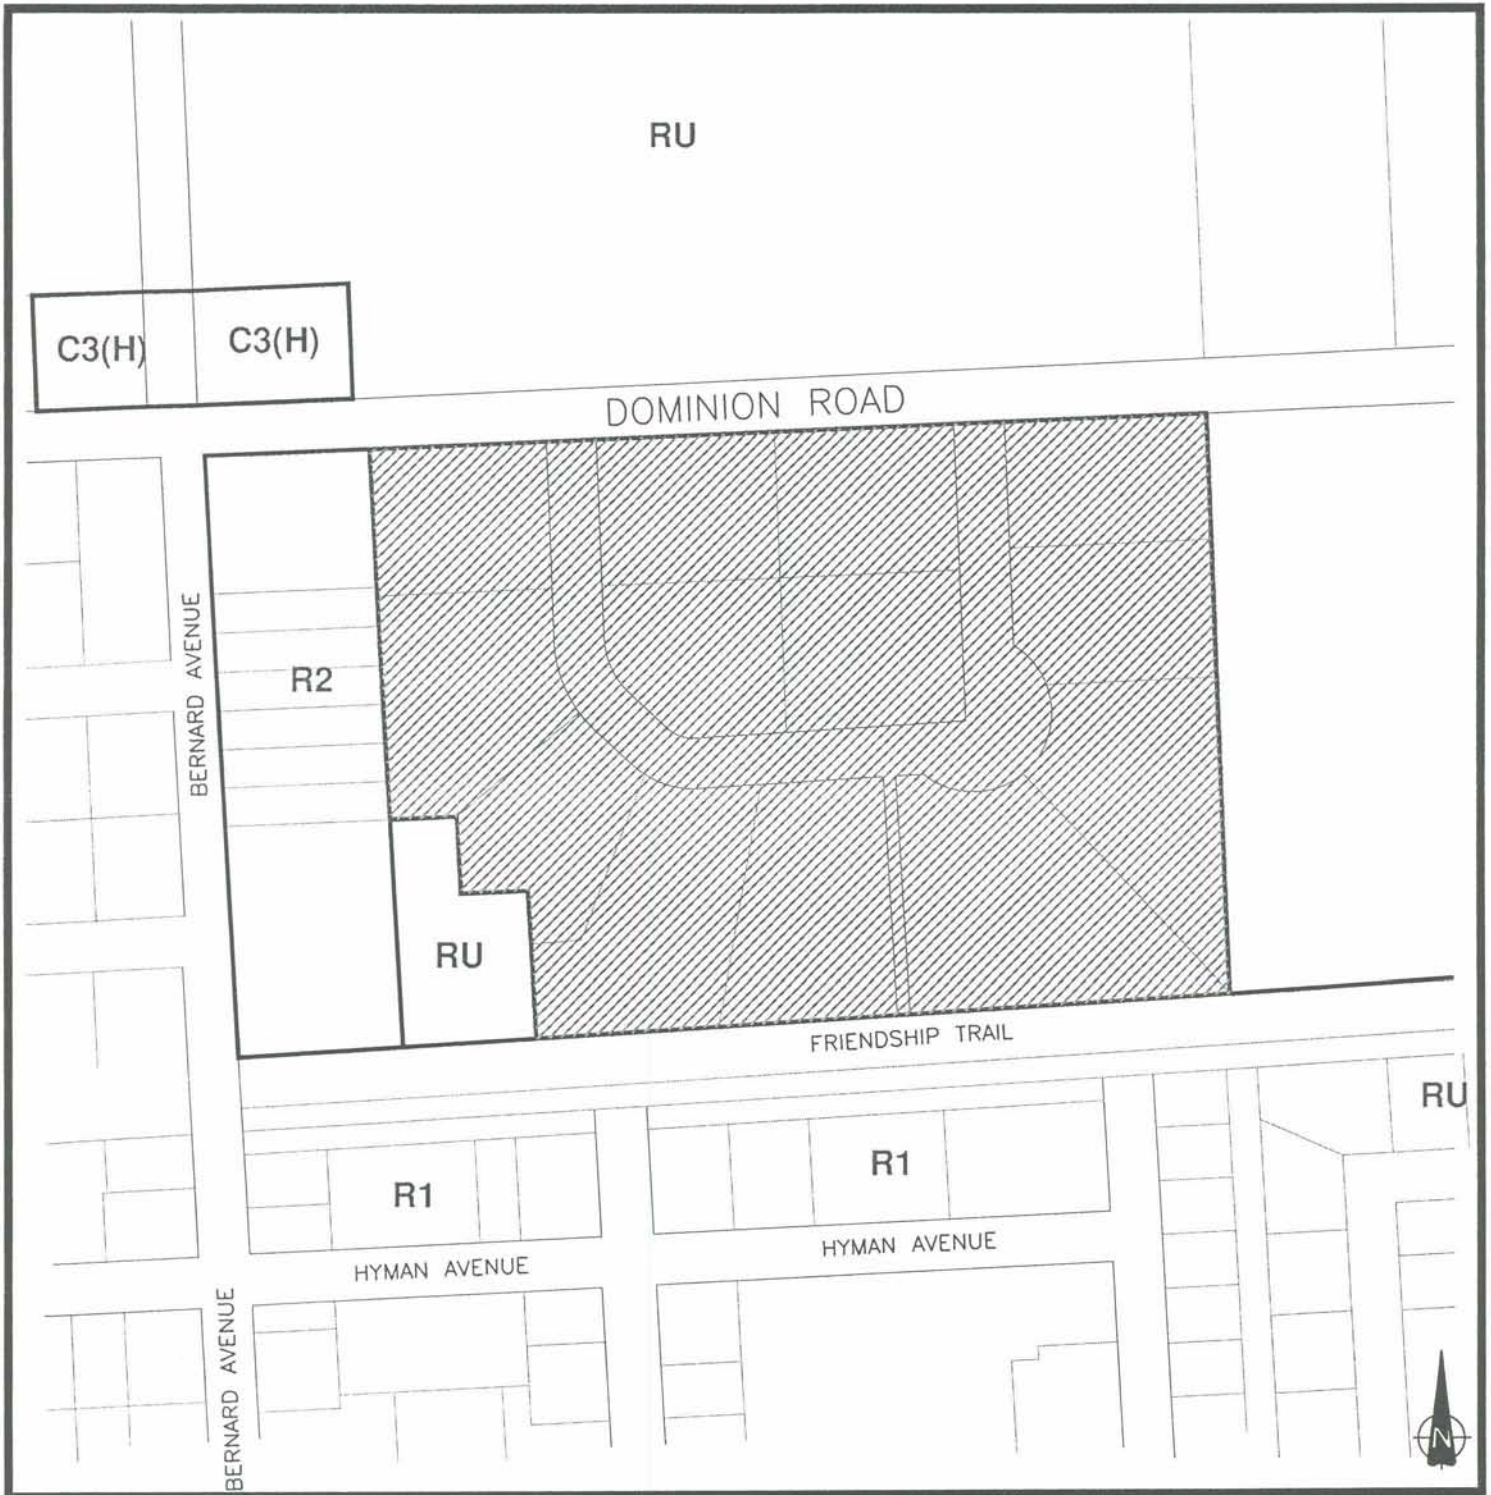 RU
C3(H)
C3(H)
DOMINION ROAD
BERNARD AVENUE
R2
RU
FRIENDSHIP TRAIL
RU
R1
R1
HYMAN AVENUE
HYMAN AVENUE
BERNARD AVENUE
N